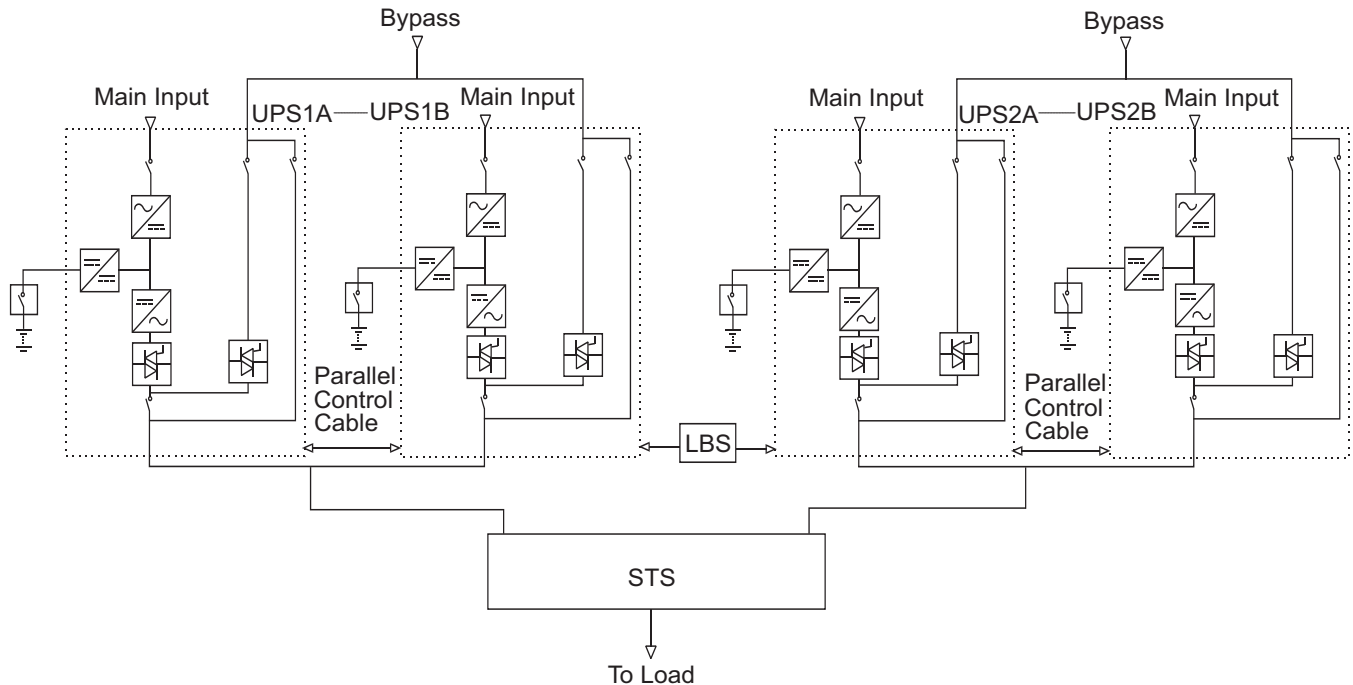 Bypass
Bypass
Main Input
UPS1A — UPS1B
Main Input
Main Input
UPS2A — UPS2B
Main Input
Parallel
Control
Cable
LBS
Parallel
Control
Cable
STS
To Load